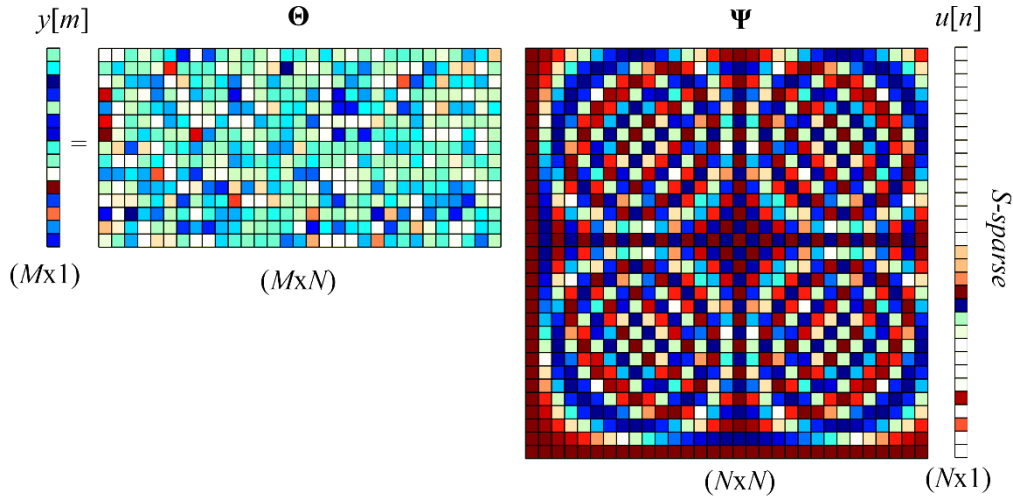 y[m] Θ Ψ u[n]
=
S-sparse
(Mx1) (MxN) (NxN) (Nx1)